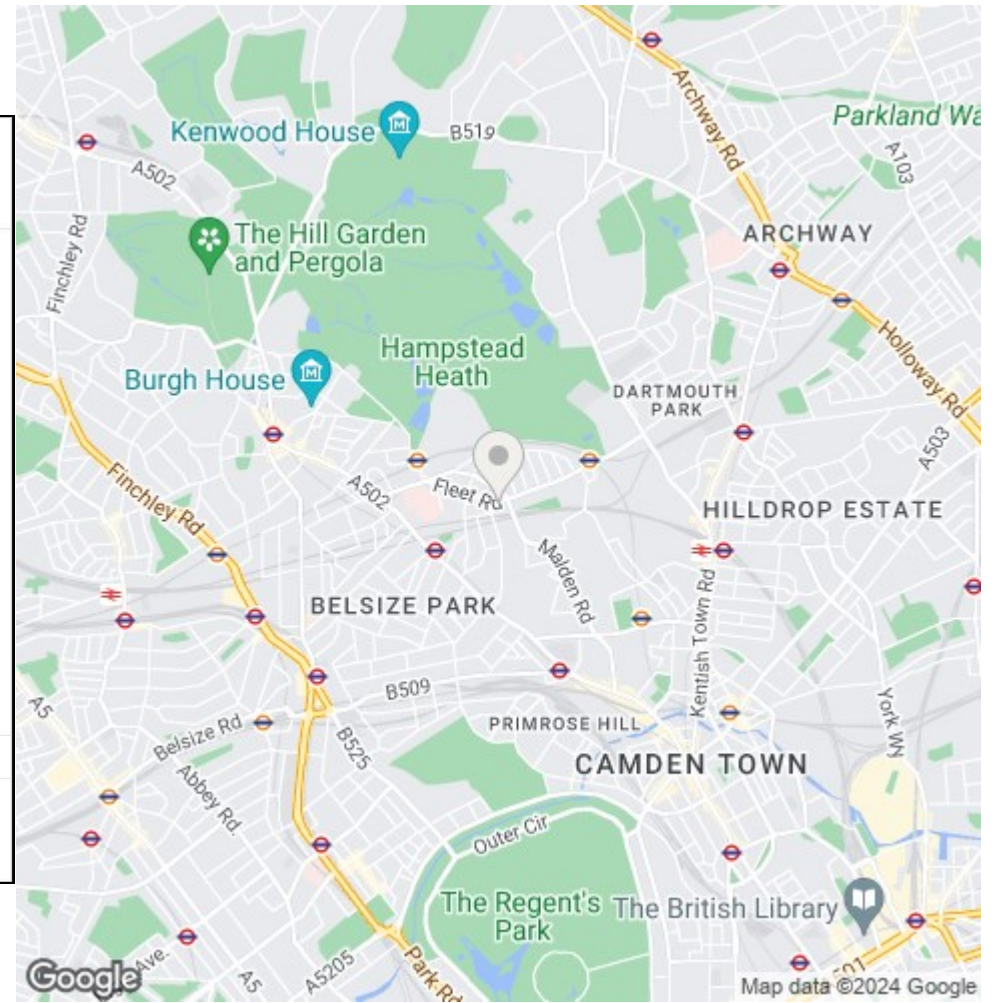 Kenwood House
B519
Archway Rd
Parkland Wa
A103
A502
The Hill Garden
and Pergola
ARCHWAY
Finchley Rd
Hampstead
Heath
Burgh House
Holloway Rd
DARTMOUTH
PARK
A503
A502
Fleet Rd
Finchley Rd
HILLDROP ESTATE
Malden Rd
BELSIZE PARK
Kentish Town Rd
B509
A5
Belsize Rd
B525
PRIMROSE HILL
York Wy
CAMDEN TOWN
Abbey Rd.
Outer Cir
The Regent's
Park
The British Library
Ave.
A5
A5205
Park Rd
A501
Google
Map data ©2024 Google